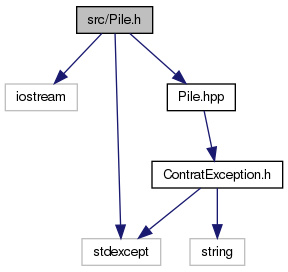 src/Pile.h
iostream
Pile.hpp
ContratException.h
stdexcept
string